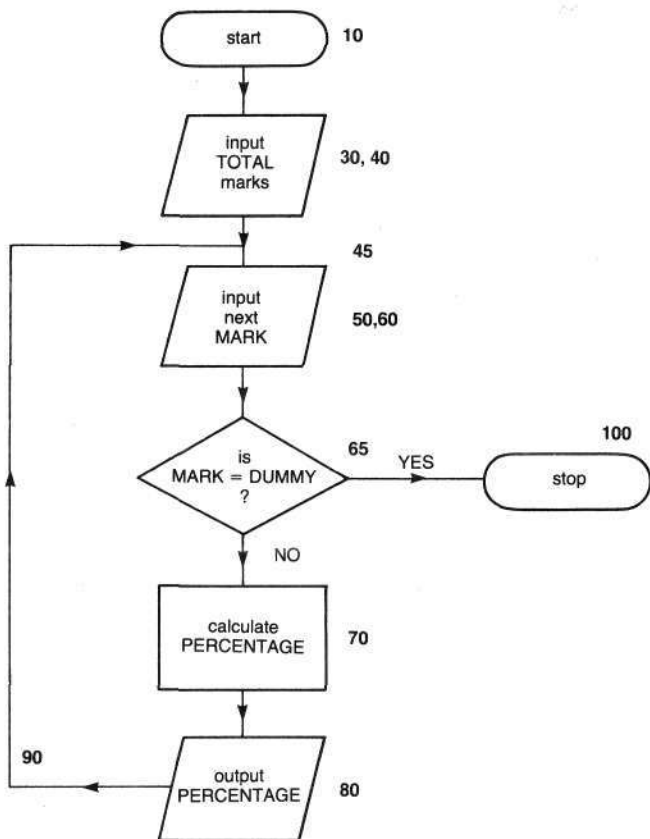 start 10
input
TOTAL 30, 40
marks
45
input
next
MARK 50,60
is 65
MARK = DUMMY YES
?
100
stop
NO
calculate
PERCENTAGE 70
90
output
PERCENTAGE 80